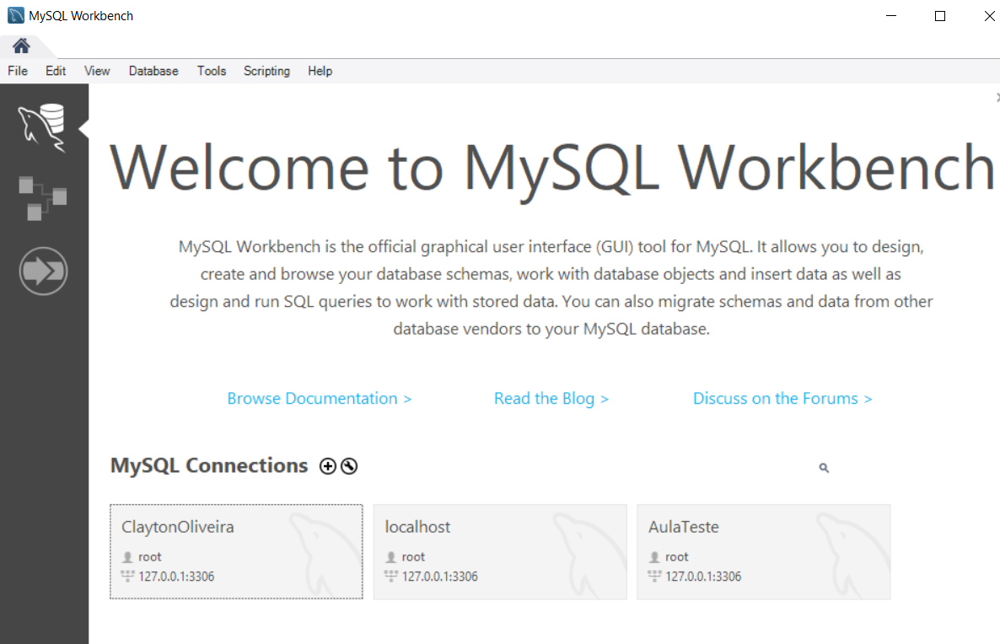 MySQL Workbench
File Edit View Database Tools Scripting Help
Welcome to MySQL Workbench
MySQL Workbench is the official graphical user interface (GUI) tool for MySQL. It allows you to design,
create and browse your database schemas, work with database objects and insert data as well as
design and run SQL queries to work with stored data. You can also migrate schemas and data from other
database vendors to your MySQL database.
Browse Documentation > Read the Blog > Discuss on the Forums >
MySQL Connections
ClaytonOliveira
root
127.0.0.1:3306
localhost
root
127.0.0.1:3306
AulaTeste
root
127.0.0.1:3306